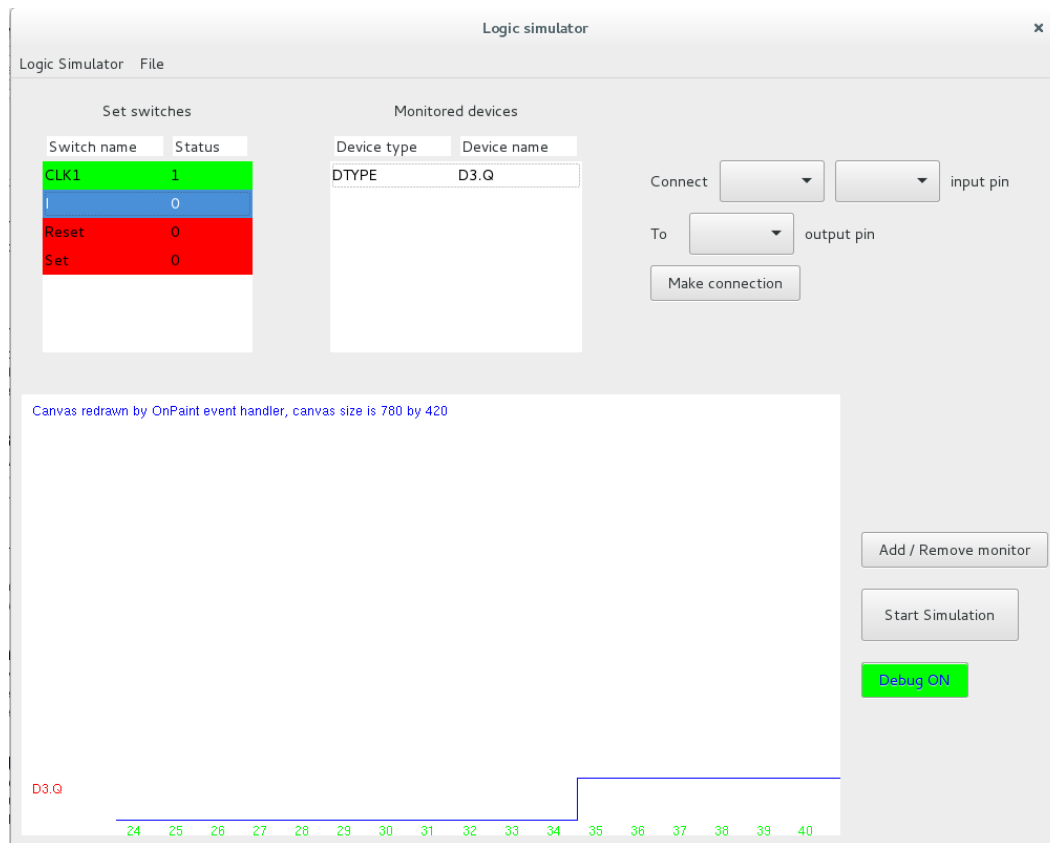 Logic simulator
Logic Simulator File
Set switches
Switch name Status
CLK1 1
I 0
Reset 0
Set 0
Monitored devices
Device type Device name
DTYPE D3.Q
Connect input pin
To output pin
Make connection
Canvas redrawn by OnPaint event handler, canvas size is 780 by 420
D3.Q
24 25 26 27 28 29 30 31 32 33 34 35 36 37 38 39 40
Add / Remove monitor
Start Simulation
Debug ON